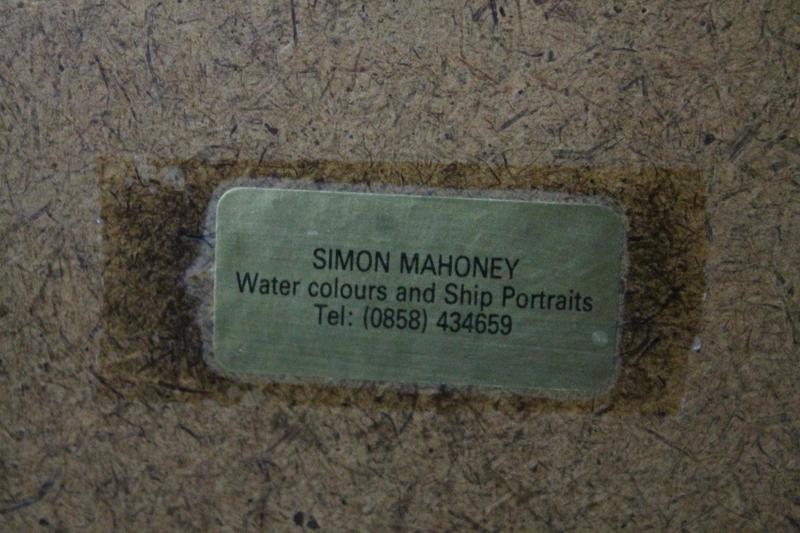 SIMON MAHONEY
Water colours and Ship Portraits
Tel: (0858) 434659